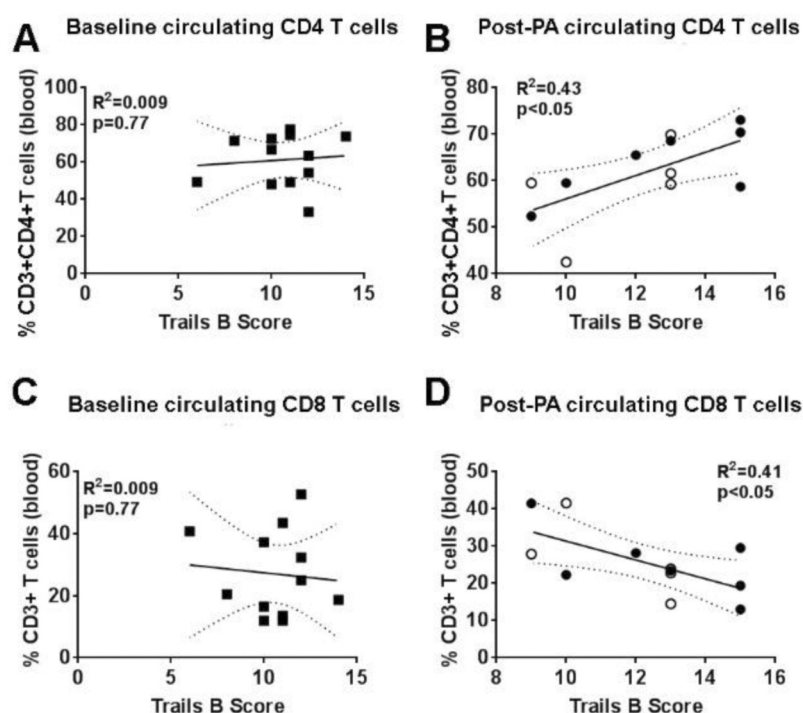 A Baseline circulating CD4 T cells
% CD3+CD4+T cells (blood)
R²=0.009
p=0.77
100
80
60
40
20
0
0 5 10 15
Trails B Score
B Post-PA circulating CD4 T cells
% CD3+CD4+T cells (blood)
R²=0.43
p<0.05
80
70
60
50
40
8 10 12 14 16
Trails B Score
C Baseline circulating CD8 T cells
% CD3+ T cells (blood)
R²=0.009
p=0.77
60
40
20
0
0 5 10 15
Trails B Score
D Post-PA circulating CD8 T cells
% CD3+ T cells (blood)
R²=0.41
p<0.05
50
40
30
20
10
0
8 10 12 14 16
Trails B Score